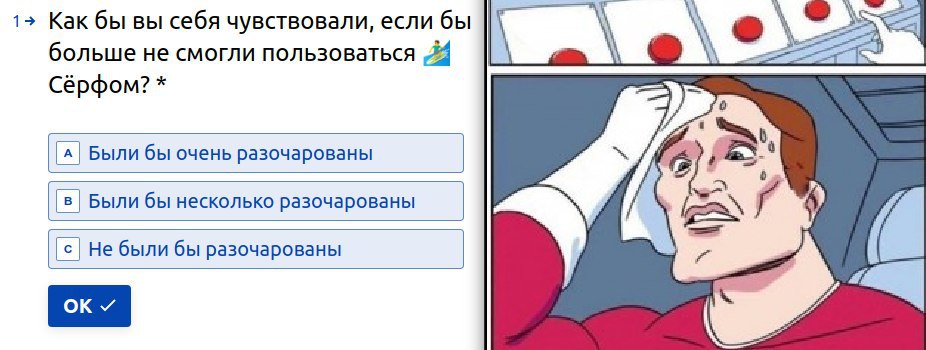 1→ Как бы вы себя чувствовали, если бы
больше не смогли пользоваться 🏄
Сёрфом? *
A Были бы очень разочарованы
B Были бы несколько разочарованы
C Не были бы разочарованы
OK ✓